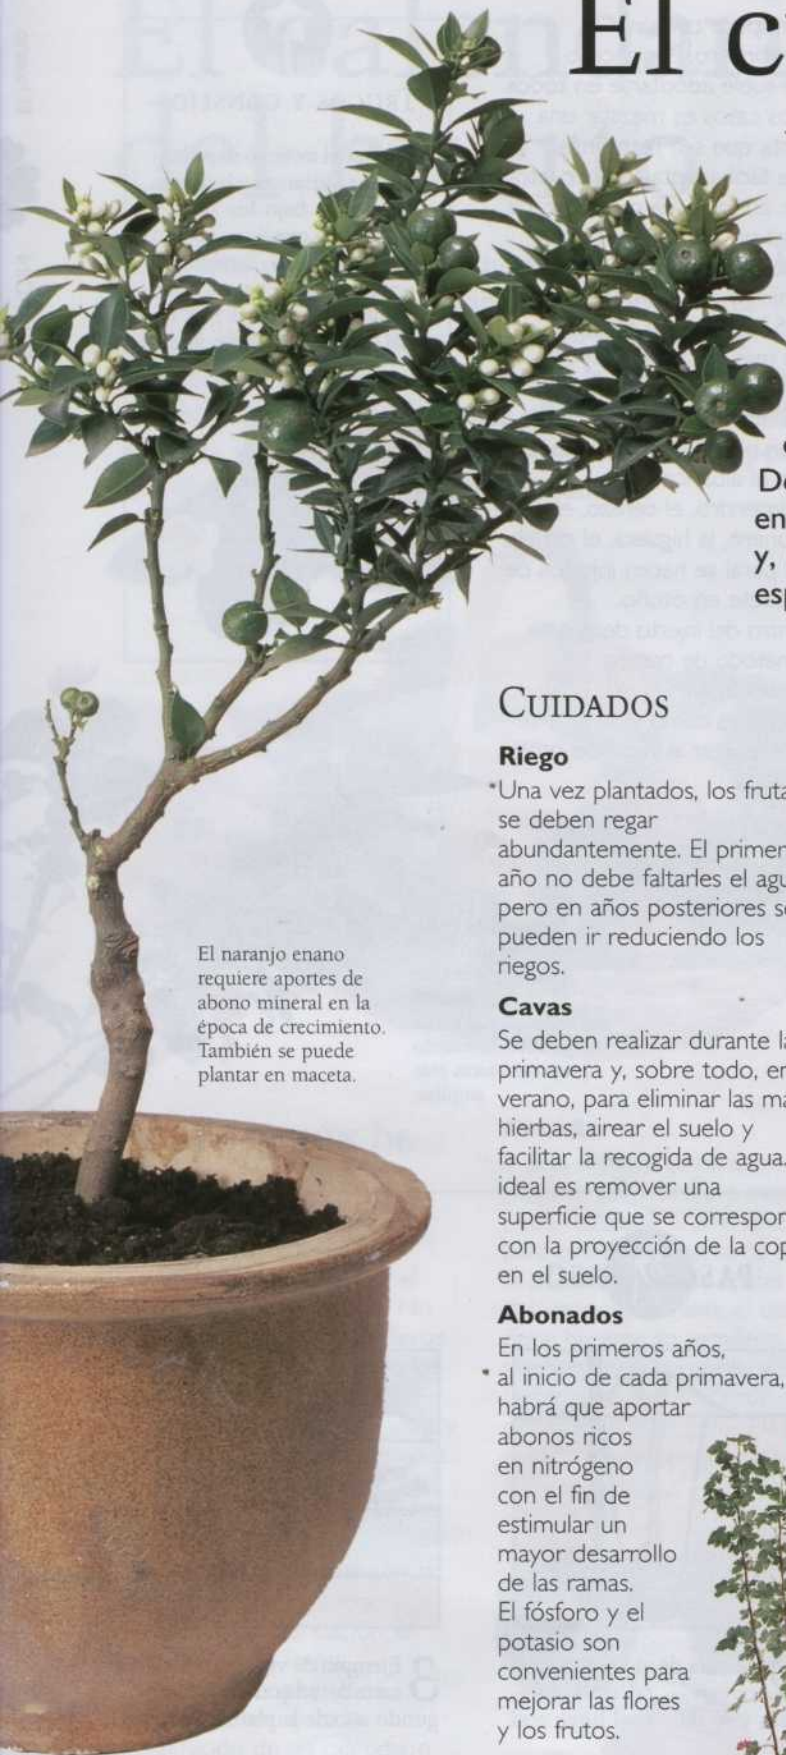 El c
De
en
y,
esp
CUIDADOS
Riego
Una vez plantados, los fruta
se deben regar
abundantemente. El primer
año no debe faltarles el agu
pero en años posteriores s
pueden ir reduciendo los
riegos.
Cavas
Se deben realizar durante la
primavera y, sobre todo, en
verano, para eliminar las ma
hierbas, airear el suelo y
facilitar la recogida de agua.
ideal es remover una
superficie que se correspon
con la proyección de la cop
en el suelo.
Abonados
En los primeros años,
al inicio de cada primavera,
habrá que aportar
abonos ricos
en nitrógeno
con el fin de
estimular un
mayor desarrollo
de las ramas.
El fósforo y el
potasio son
convenientes para
mejorar las flores
y los frutos.
El naranjo enano
requiere aportes de
abono mineral en la
época de crecimiento.
También se puede
plantar en maceta.